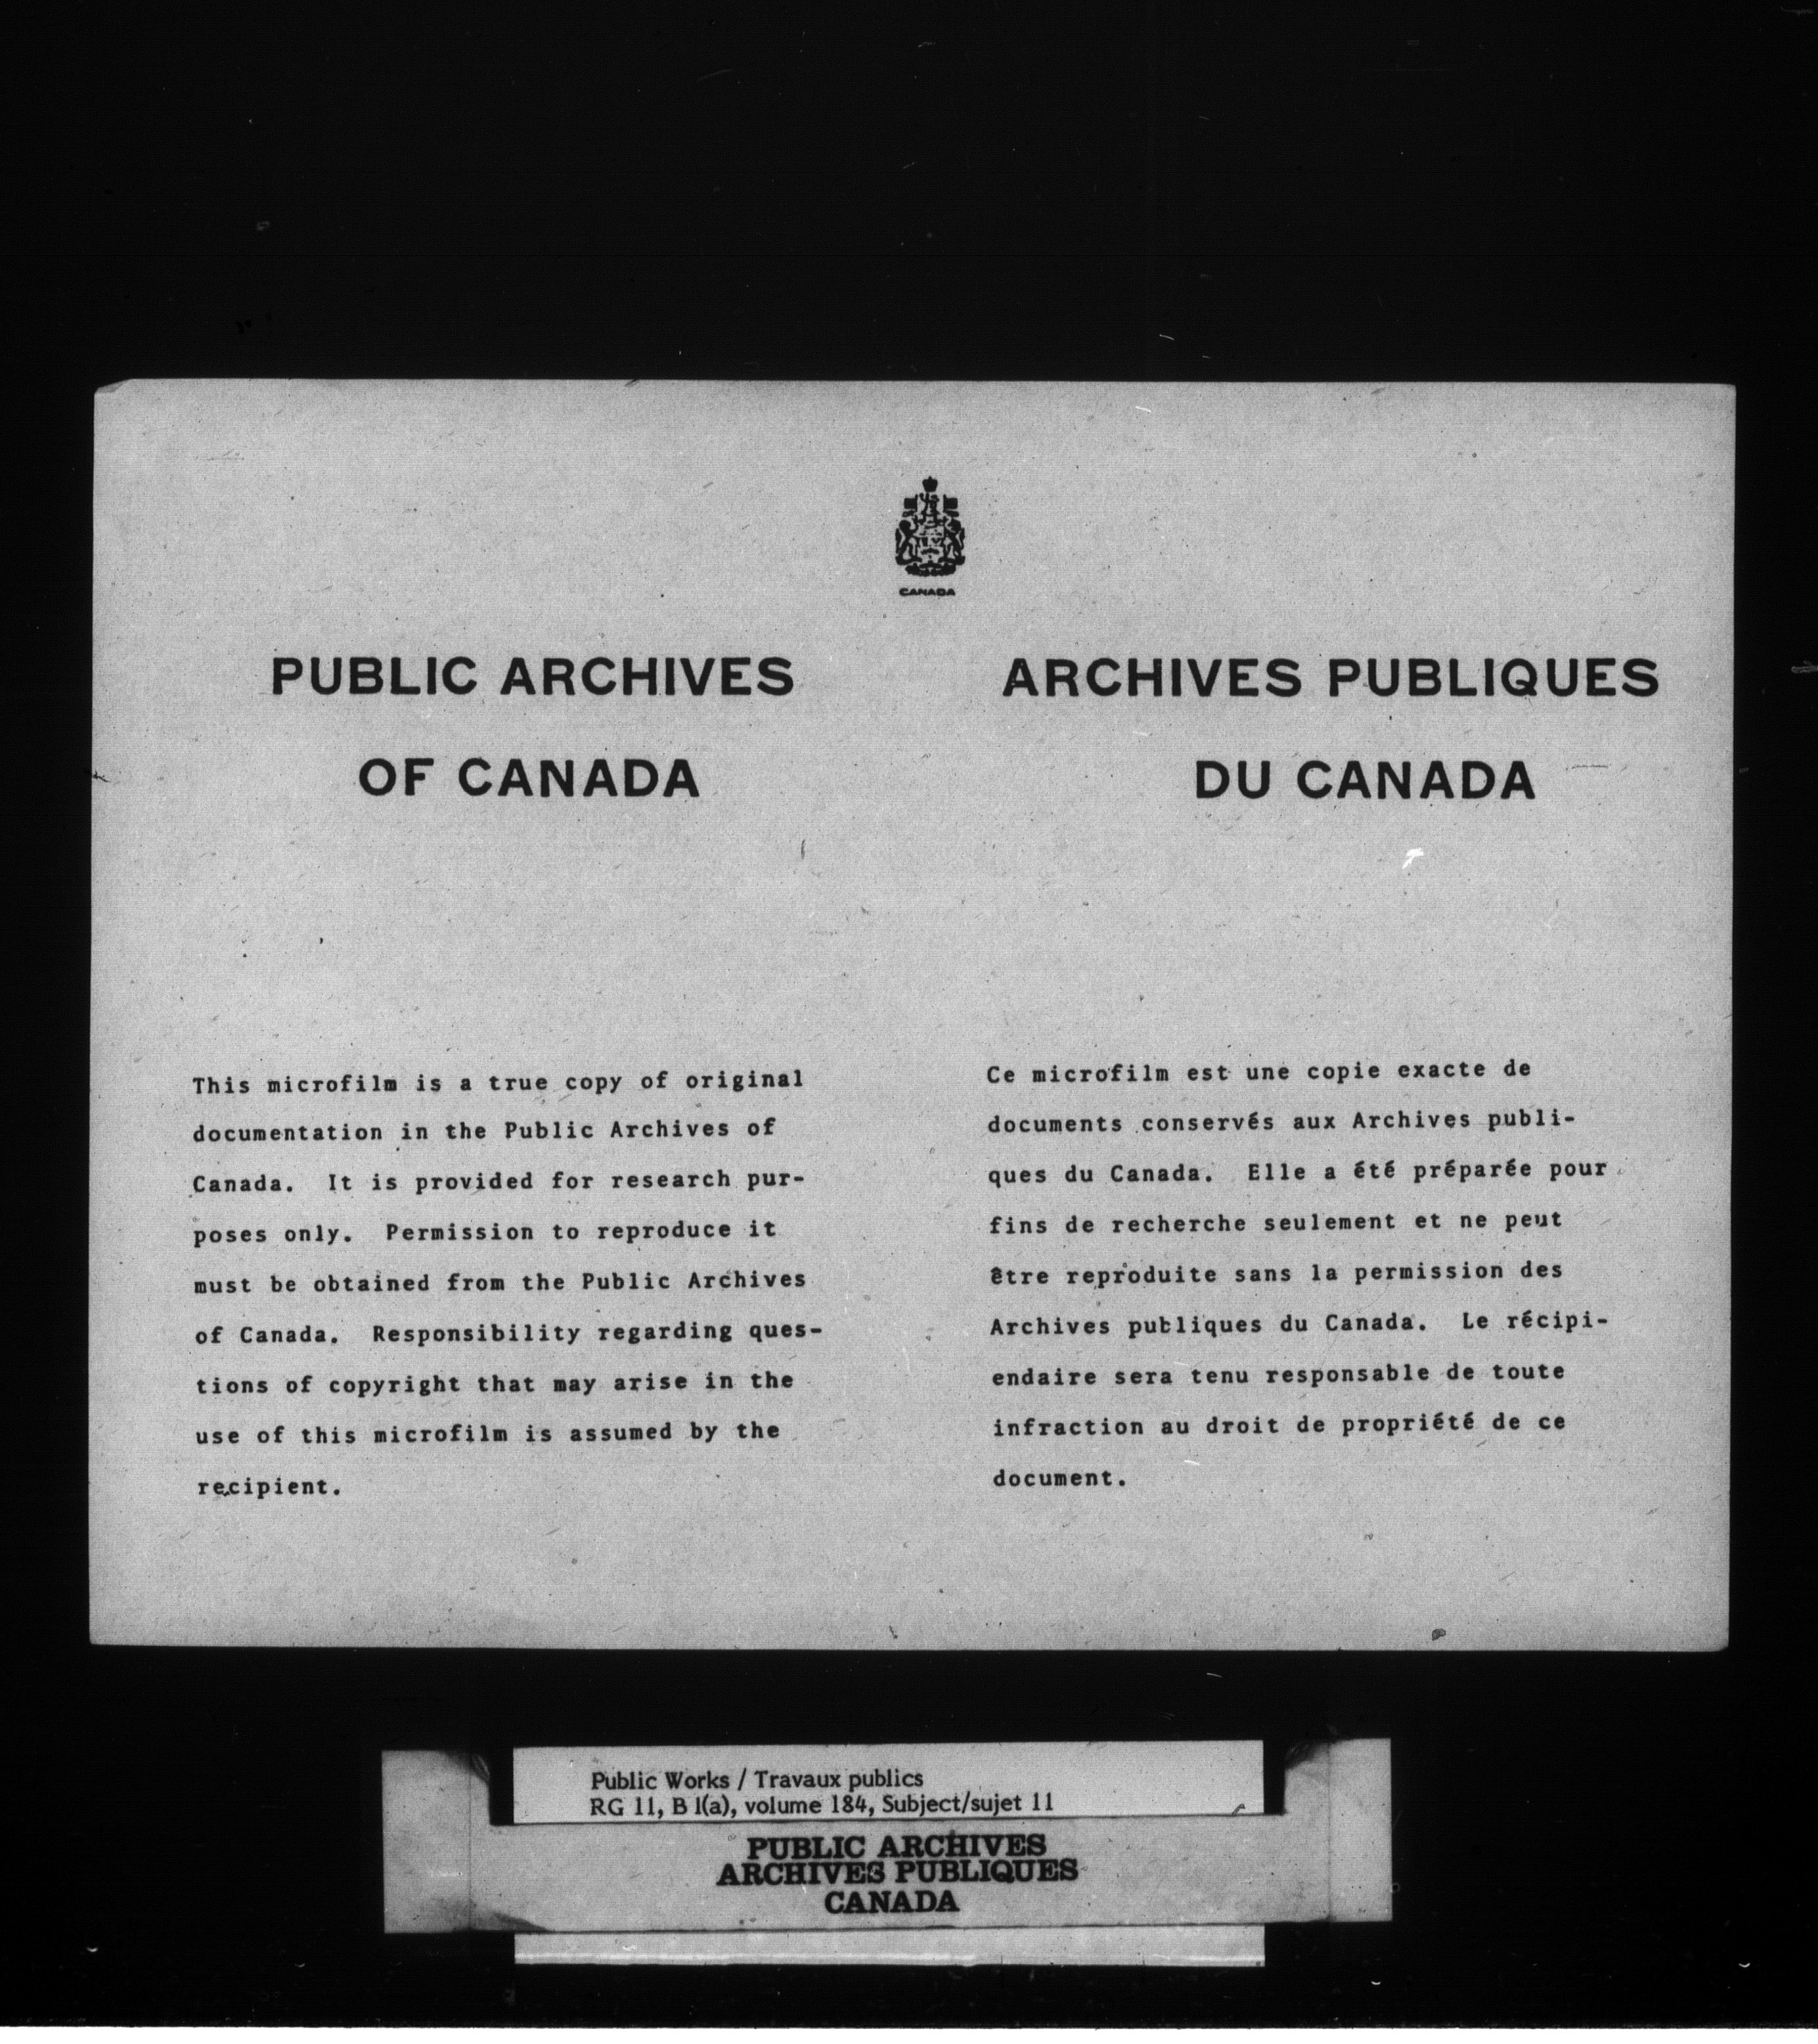 CANADA
PUBLIC ARCHIVES
OF CANADA
This microfilm is a true copy of original
documentation in the Public Archives of
Canada. It is provided for research pur-
poses only. Permission to reproduce it
must be obtained from the Public Archives
of Canada. Responsibility regarding ques-
tions of copyright that may arise in the
use of this microfilm is assumed by the
recipient.
ARCHIVES PUBLIQUES
DU CANADA
Ce microfilm est une copie exacte de
documents conservés aux Archives publi-
ques du Canada. Elle a été préparée pour
fins de recherche seulement et ne peut
être reproduite sans la permission des
Archives publiques du Canada. Le récipi-
endaire sera tenu responsable de toute
infraction au droit de propriété de ce
document.
Public Works / Travaux publics
RG 11, B 1(a), volume 184, Subject/sujet 11
PUBLIC ARCHIVES
ARCHIVES PUBLIQUES
CANADA